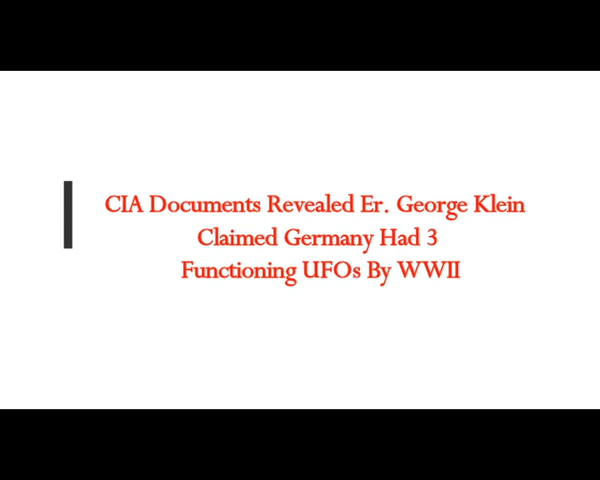 CIA Documents Revealed Er. George Klein
Claimed Germany Had 3
Functioning UFOs By WWII